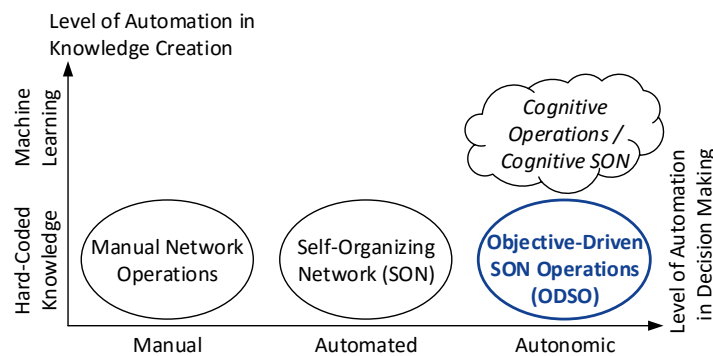 Level of Automation in
Knowledge Creation
Machine
Learning
Hard-Coded
Knowledge
Cognitive
Operations /
Cognitive SON
Manual Network
Operations
Self-Organizing
Network (SON)
Objective-Driven
SON Operations
(ODSO)
Level of Automation
in Decision Making
Manual
Automated
Autonomic